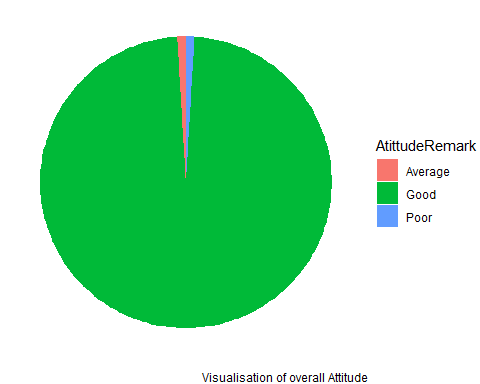 AtittudeRemark
Average
Good
Poor
Visualisation of overall Attitude